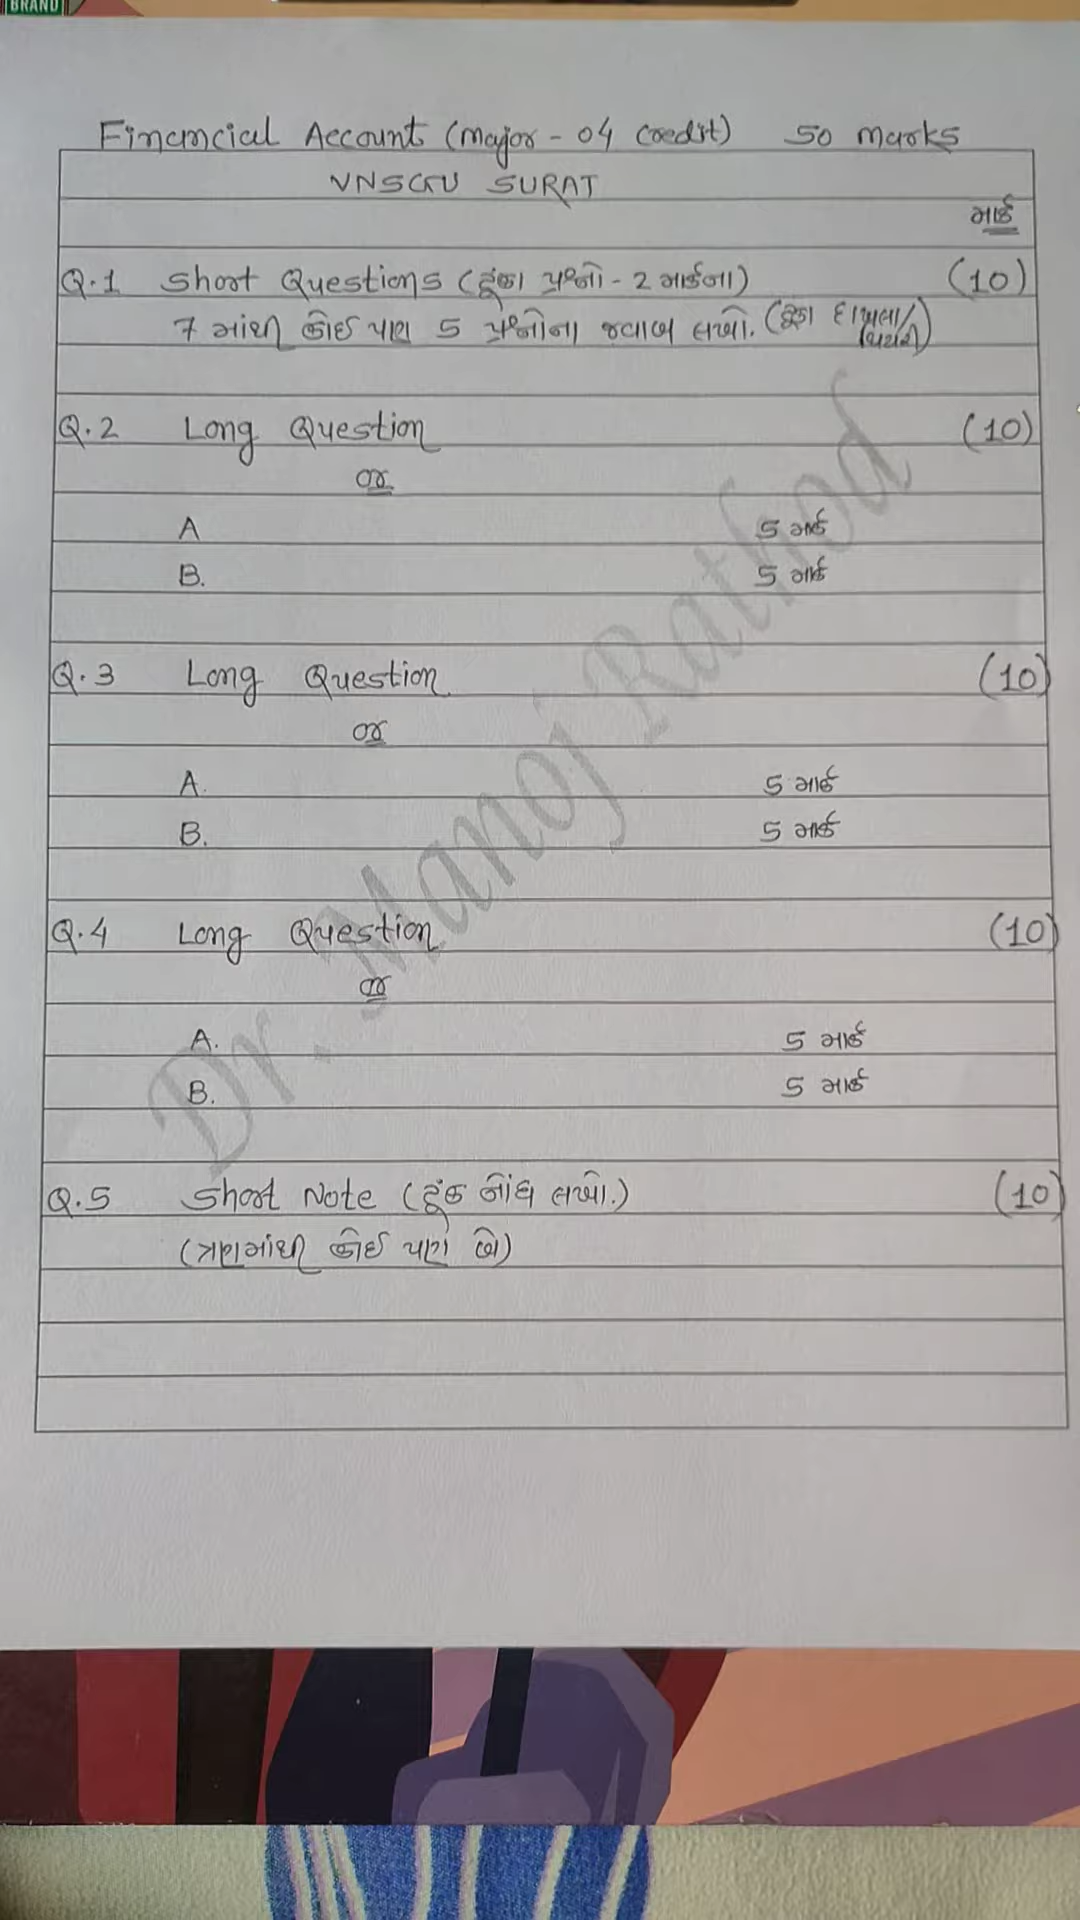 BRAND
Financial Account (Major - 04 Credit) 50 Marks
VNSGU SURAT
માર્ક
Q.1 Short Questions (ટૂંકા પ્રશ્નો - 2 માર્કના) (10)
7 માંથી કોઈ પણ 5 પ્રશ્નોના જવાબ લખો. (ટૂંકા દાખલા/
Q.2 Long Question (10)
OR
A 5 માર્ક
B. 5 માર્ક
Q.3 Long Question (10)
OR
A. 5 માર્ક
B. 5 માર્ક
Q.4 Long Question (10)
OR
A. 5 માર્ક
B. 5 માર્ક
Q.5 Short Note (ટૂંક નોંધ લખો.) (10)
(ત્રણમાંથી કોઈ પણ બે)
Dr. Manoj Rathod